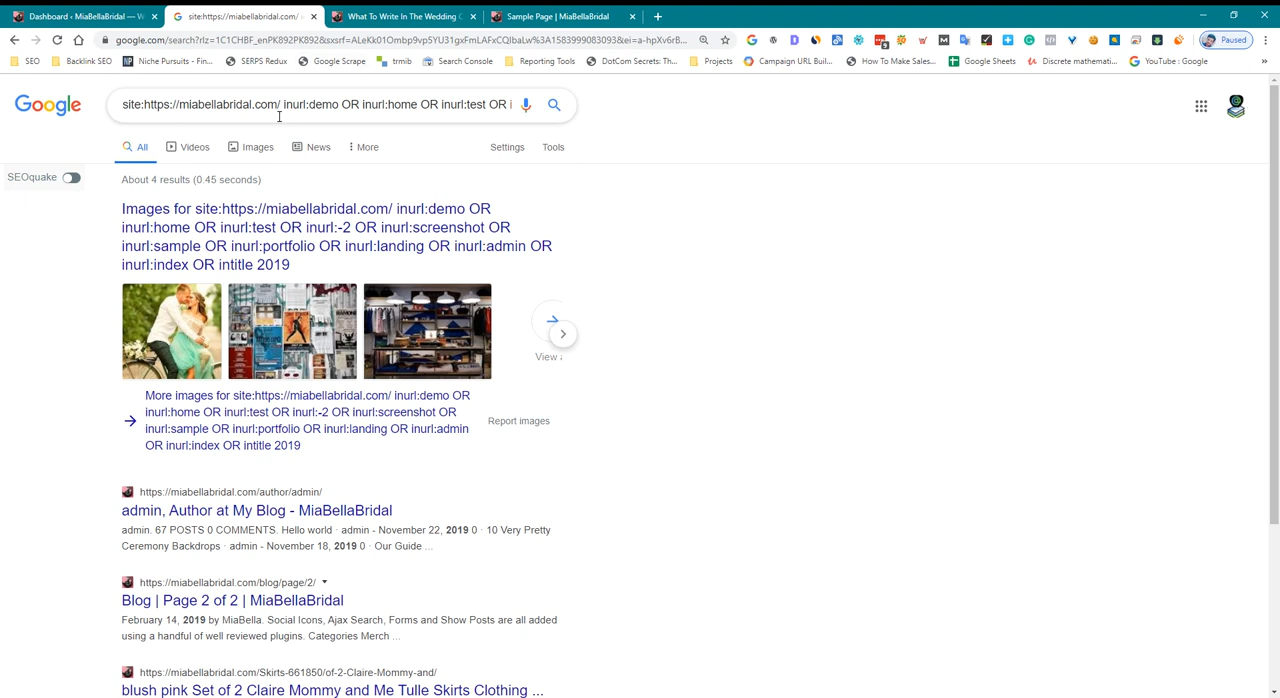 Dashboard ‹ MiaBellaBridal — W
site:https://miabellabridal.com/ i
What To Write In The Wedding
Sample Page | MiaBellaBridal
google.com/search?rlz=1C1CHBF_enPK892PK892&sxsrf=ALeKk01Ombp9vp5YU31gxFmLAFxCQJbaLw%3A1583999083093&ei=a-hpXv6rB...
Paused
SEO
Backlink SEO
Niche Pursuits - Fin...
SERPS Redux
Google Scrape
trmib
Search Console
Reporting Tools
DotCom Secrets: Th...
Projects
Campaign URL Buil...
How To Make Sales...
Google Sheets
Discrete mathemati...
YouTube : Google
Google
site:https://miabellabridal.com/ inurl:demo OR inurl:home OR inurl:test OR i
All
Videos
Images
News
More
Settings
Tools
SEOquake
About 4 results (0.45 seconds)
Images for site:https://miabellabridal.com/ inurl:demo OR
inurl:home OR inurl:test OR inurl:-2 OR inurl:screenshot OR
inurl:sample OR inurl:portfolio OR inurl:landing OR inurl:admin OR
inurl:index OR intitle 2019
View a
More images for site:https://miabellabridal.com/ inurl:demo OR
inurl:home OR inurl:test OR inurl:-2 OR inurl:screenshot OR
inurl:sample OR inurl:portfolio OR inurl:landing OR inurl:admin
OR inurl:index OR intitle 2019
Report images
https://miabellabridal.com/author/admin/
admin, Author at My Blog - MiaBellaBridal
admin. 67 POSTS 0 COMMENTS. Hello world · admin - November 22, 2019 0 · 10 Very Pretty
Ceremony Backdrops · admin - November 18, 2019 0 · Our Guide ...
https://miabellabridal.com/blog/page/2/
Blog | Page 2 of 2 | MiaBellaBridal
February 14, 2019 by MiaBella. Social Icons, Ajax Search, Forms and Show Posts are all added
using a handful of well reviewed plugins. Categories Merch ...
https://miabellabridal.com/Skirts-661850/of-2-Claire-Mommy-and/
blush pink Set of 2 Claire Mommy and Me Tulle Skirts Clothing ...